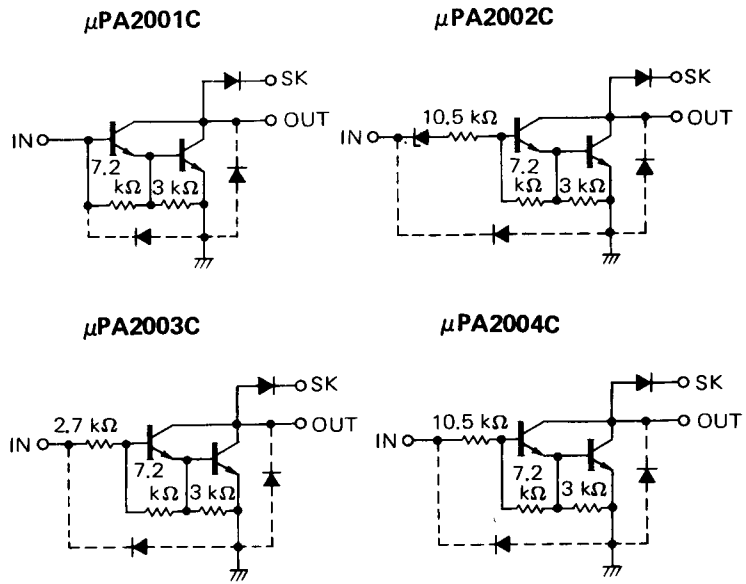 μPA2001C
SK
OUT
IN
7.2
kΩ
3 kΩ
μPA2002C
SK
OUT
10.5 kΩ
IN
7.2
kΩ
3 kΩ
μPA2003C
SK
OUT
2.7 kΩ
IN
7.2
kΩ
3 kΩ
μPA2004C
SK
OUT
10.5 kΩ
IN
7.2
kΩ
3 kΩ